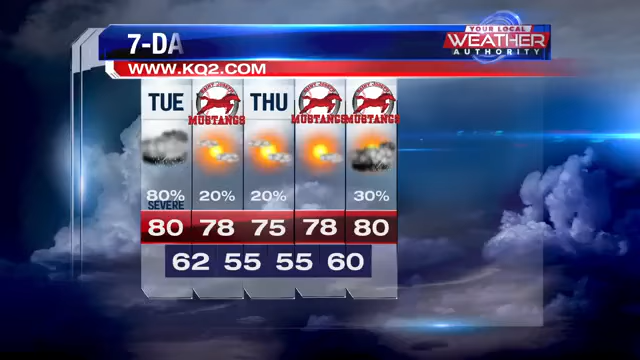 7-DA
YOUR LOCAL
WEATHER
AUTHORITY
WWW.KQ2.COM
TUE
MUSTANGS
THU
MUSTANGS
MUSTANGS
80% 20% 20% 30%
SEVERE
80 78 75 78 80
62 55 55 60